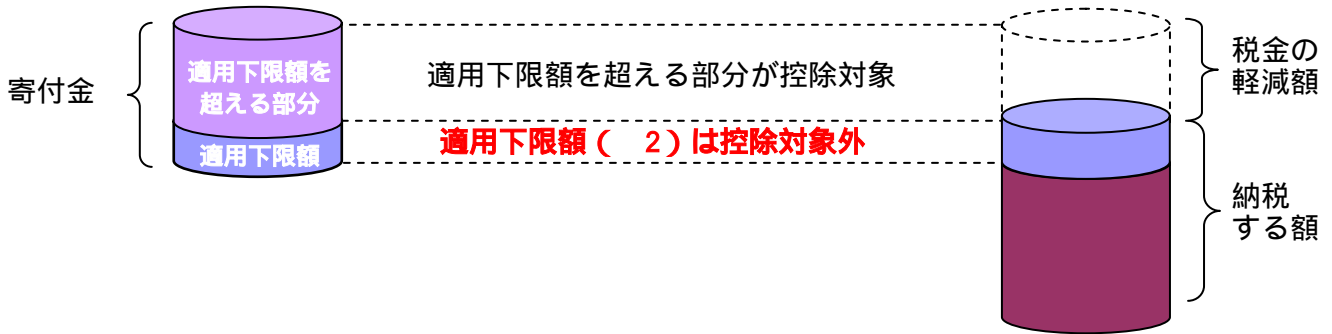 寄付金
適用下限額を
超える部分
適用下限額
適用下限額を超える部分が控除対象
適用下限額(　2)は控除対象外
税金の
軽減額
納税
する額